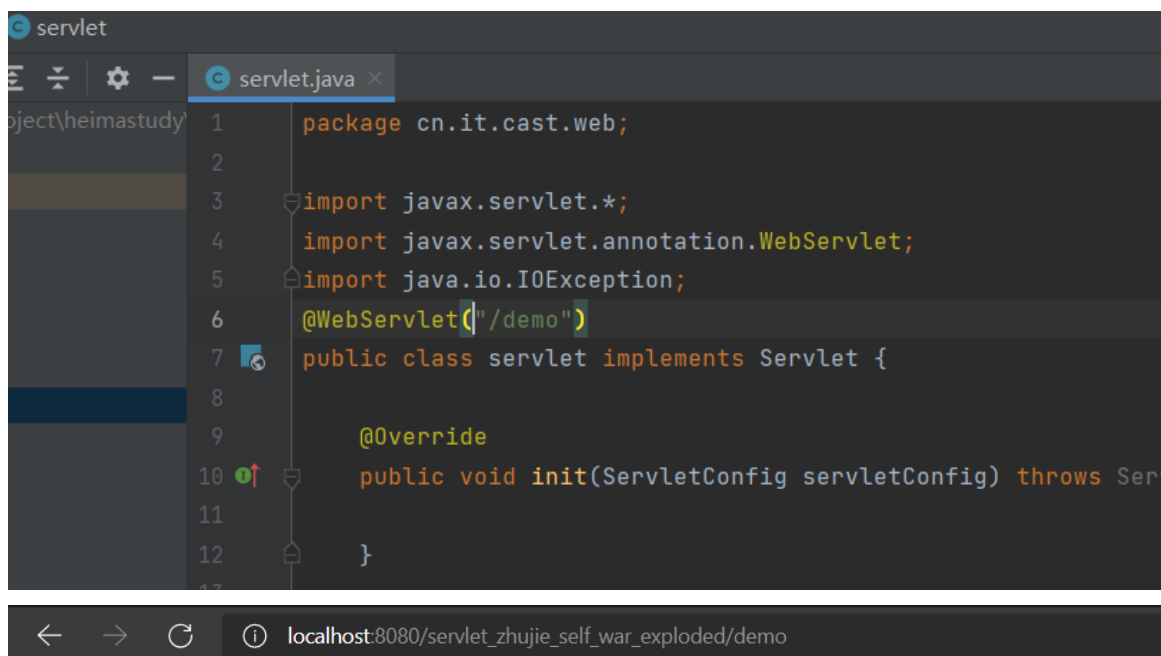 servlet
servlet.java
oject\heimastudy\
1 package cn.it.cast.web;
2
3 import javax.servlet.*;
4 import javax.servlet.annotation.WebServlet;
5 import java.io.IOException;
6 @WebServlet("/demo")
7 public class servlet implements Servlet {
8
9 @Override
10 public void init(ServletConfig servletConfig) throws Ser
11
12 }
localhost:8080/servlet_zhujie_self_war_exploded/demo